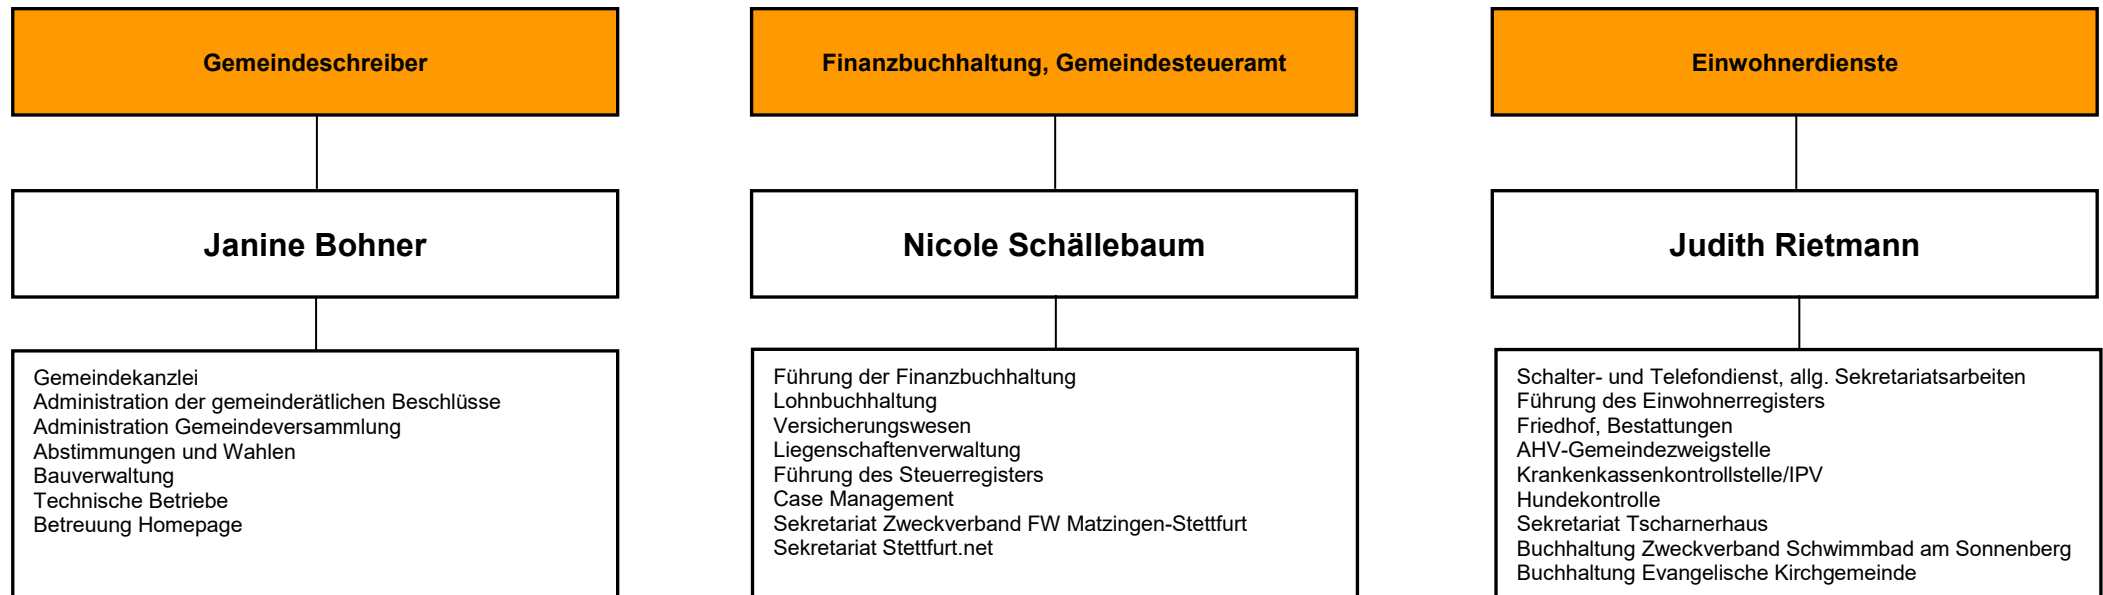 Gemeindeschreiber
Janine Bohner
Gemeindekanzlei
Administration der gemeinderätlichen Beschlüsse
Administration Gemeindeversammlung
Abstimmungen und Wahlen
Bauverwaltung
Technische Betriebe
Betreuung Homepage
Finanzbuchhaltung, Gemeindesteueramt
Nicole Schällebaum
Führung der Finanzbuchhaltung
Lohnbuchhaltung
Versicherungswesen
Liegenschaftenverwaltung
Führung des Steuerregisters
Case Management
Sekretariat Zweckverband FW Matzingen-Stettfurt
Sekretariat Stettfurt.net
Einwohnerdienste
Judith Rietmann
Schalter- und Telefondienst, allg. Sekretariatsarbeiten
Führung des Einwohnerregisters
Friedhof, Bestattungen
AHV-Gemeindezweigstelle
Krankenkassenkontrollstelle/IPV
Hundekontrolle
Sekretariat Tscharnerhaus
Buchhaltung Zweckverband Schwimmbad am Sonnenberg
Buchhaltung Evangelische Kirchgemeinde